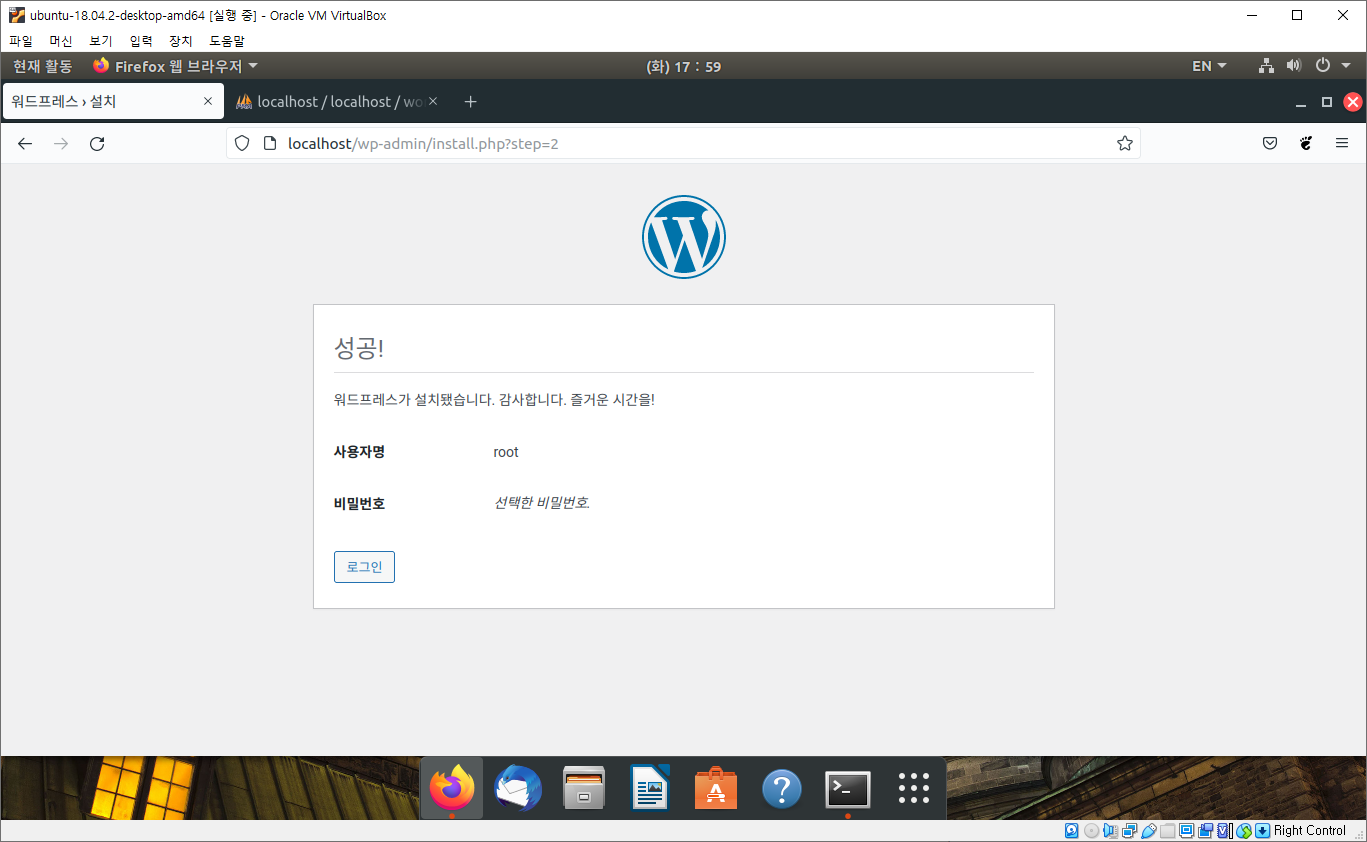 ubuntu-18.04.2-desktop-amd64 [실행 중] - Oracle VM VirtualBox
파일 머신 보기 입력 장치 도움말
현재 활동 Firefox 웹 브라우저 (화) 17 : 59 EN
워드프레스 › 설치 localhost / localhost / wo
localhost/wp-admin/install.php?step=2
성공!
워드프레스가 설치됐습니다. 감사합니다. 즐거운 시간을!
사용자명 root
비밀번호 선택한 비밀번호.
로그인
Right Control